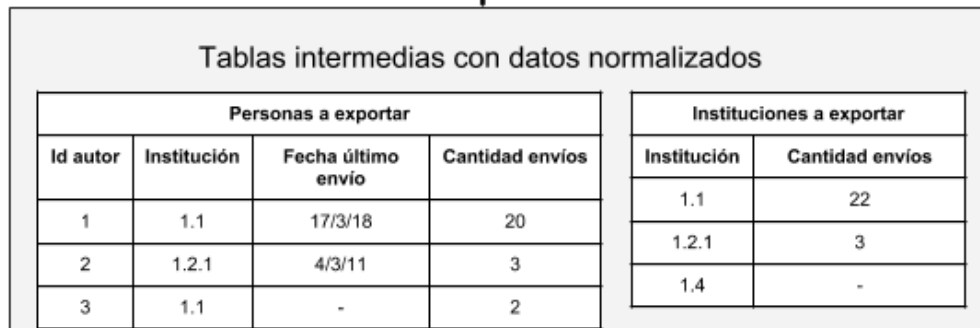 Tablas intermedias con datos normalizados
Personas a exportar
Id autor Institución Fecha último envío Cantidad envíos
1 1.1 17/3/18 20
2 1.2.1 4/3/11 3
3 1.1 - 2
Instituciones a exportar
Institución Cantidad envíos
1.1 22
1.2.1 3
1.4 -